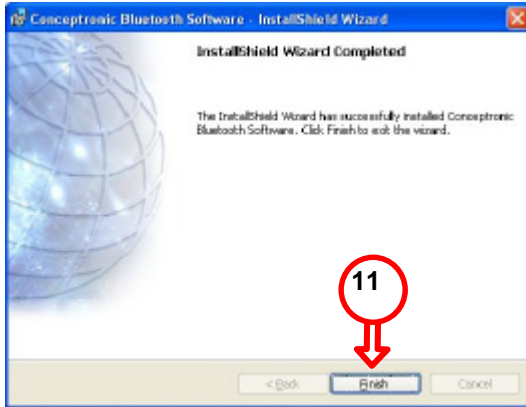 Conceptronic Bluetooth Software - InstallShield Wizard
InstallShield Wizard Completed
The InstallShield Wizard has successfully installed Conceptronic
Bluetooth Software. Click Finish to exit the wizard.
11
< Back
Finish
Cancel